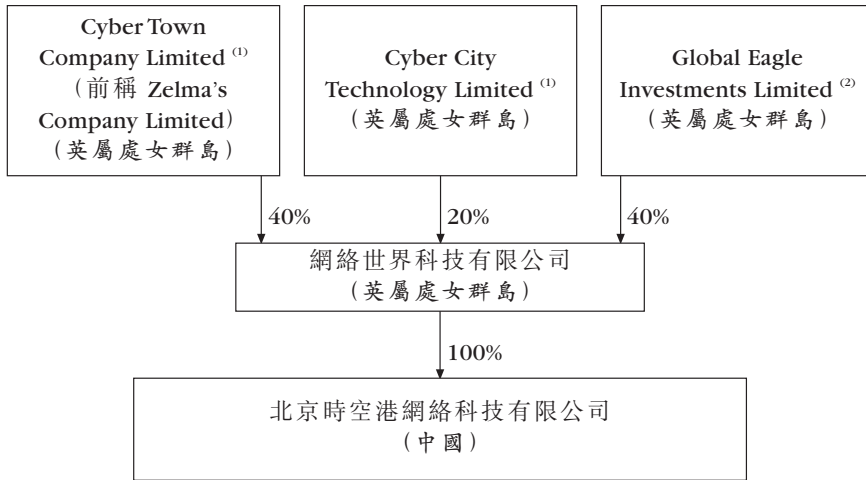 Cyber Town
Company Limited (1)
（前稱 Zelma's
Company Limited）
（英屬處女群島）
Cyber City
Technology Limited (1)
（英屬處女群島）
Global Eagle
Investments Limited (2)
（英屬處女群島）
40%
20%
40%
網絡世界科技有限公司
（英屬處女群島）
100%
北京時空港網絡科技有限公司
（中國）